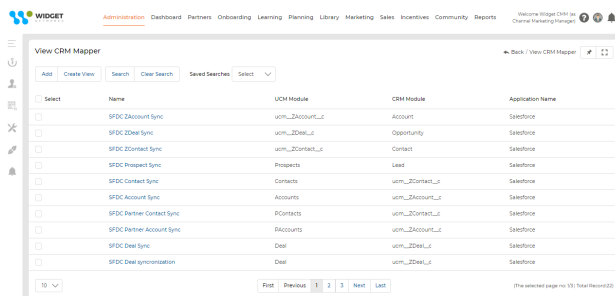 WIDGET
NETWORKS
Administration Dashboard Partners Onboarding Learning Planning Library Marketing Sales Incentives Community Reports
Welcome Widget CMM (as
Channel Marketing Manager)
View CRM Mapper
Back / View CRM Mapper
Add Create View Search Clear Search Saved Searches Select
Select Name UCM Module CRM Module Application Name
SFDC ZAccount Sync ucm__ZAccount__c Account Salesforce
SFDC ZDeal Sync ucm__ZDeal__c Opportunity Salesforce
SFDC ZContact Sync ucm__ZContact__c Contact Salesforce
SFDC Prospect Sync Prospects Lead Salesforce
SFDC Contact Sync Contacts ucm__ZContact__c Salesforce
SFDC Account Sync Accounts ucm__ZAccount__c Salesforce
SFDC Partner Contact Sync PContacts ucm__ZContact__c Salesforce
SFDC Partner Account Sync PAccounts ucm__ZAccount__c Salesforce
SFDC Deal Sync Deal ucm__ZDeal__c Salesforce
SFDC Deal syncronization Deal ucm__ZDeal__c Salesforce
10 First Previous 1 2 3 Next Last (The selected page no: 1/3 | Total Record:22)